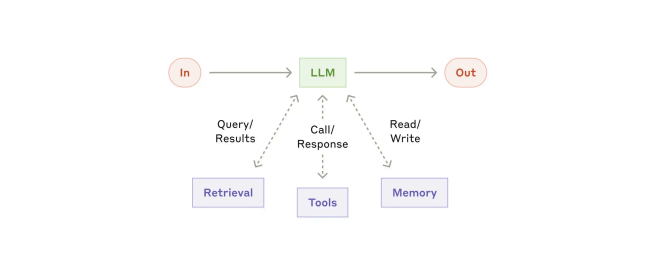 In
LLM
Out
Query/
Results
Call/
Response
Read/
Write
Retrieval
Tools
Memory